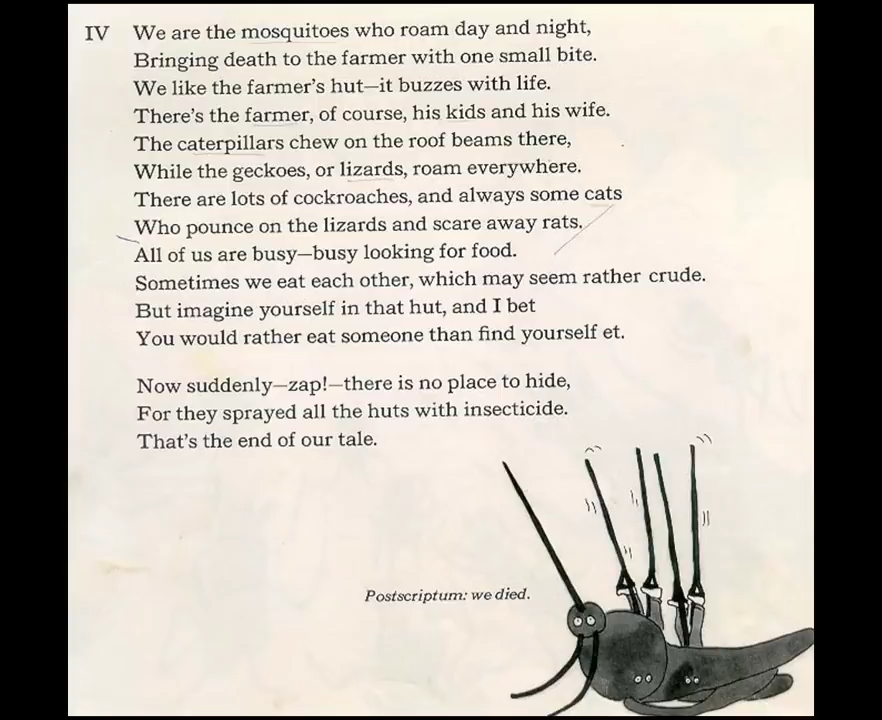 IV We are the mosquitoes who roam day and night,
Bringing death to the farmer with one small bite.
We like the farmer's hut—it buzzes with life.
There's the farmer, of course, his kids and his wife.
The caterpillars chew on the roof beams there,
While the geckoes, or lizards, roam everywhere.
There are lots of cockroaches, and always some cats
Who pounce on the lizards and scare away rats.
All of us are busy—busy looking for food.
Sometimes we eat each other, which may seem rather crude.
But imagine yourself in that hut, and I bet
You would rather eat someone than find yourself et.
Now suddenly—zap!—there is no place to hide,
For they sprayed all the huts with insecticide.
That's the end of our tale.
Postscriptum: we died.